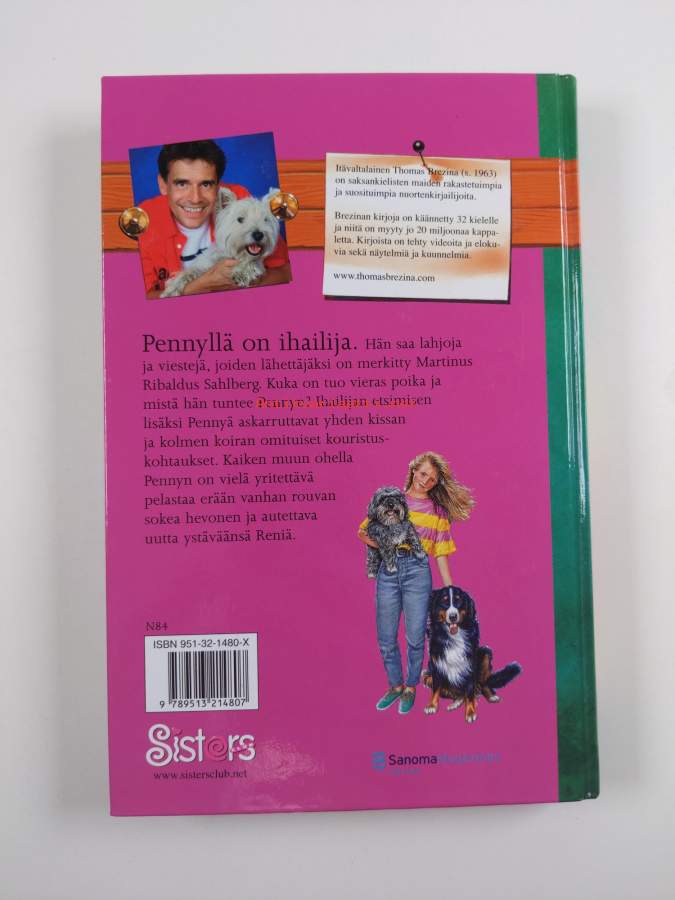 Itävaltalainen Thomas Brezina (s. 1963)
on saksankielisten maiden rakastetuimpia
ja suosituimpia nuortenkirjailijoita.
Brezinan kirjoja on käännetty 32 kielelle
ja niitä on myyty jo 20 miljoonaa kappa-
letta. Kirjoista on tehty videoita ja eloku-
via sekä näytelmiä ja kuunnelmia.
www.thomasbrezina.com
Pennyllä on ihailija. Hän saa lahjoja
ja viestejä, joiden lähettäjäksi on merkitty Martinus
Ribaldus Sahlberg. Kuka on tuo vieras poika ja
mistä hän tuntee Pennyn? Ihailijan etsimisen
lisäksi Pennyä askarruttavat yhden kissan
ja kolmen koiran omituiset kouristus-
kohtaukset. Kaiken muun ohella
Pennyn on vielä yritettävä
pelastaa erään vanhan rouvan
sokea hevonen ja autettava
uutta ystäväänsä Reniä.
N84
ISBN 951-32-1480-X
9 789513 214807
Sisters
www.sistersclub.net
Sanoma